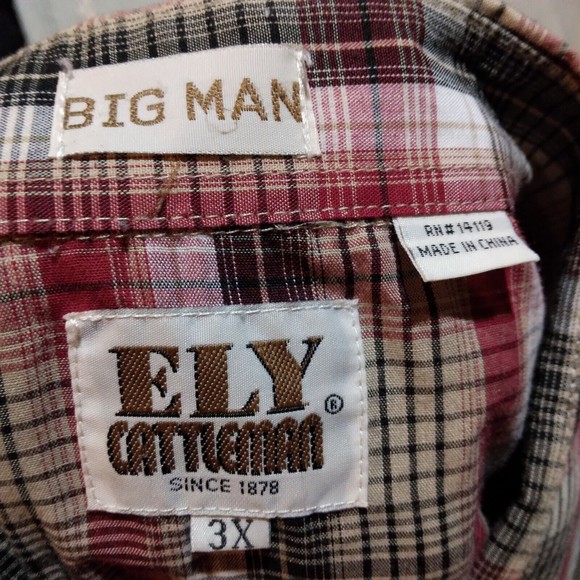 BIG MAN
RN# 14119
MADE IN CHINA
ELY
CATTLEMAN
®
SINCE 1878
3X